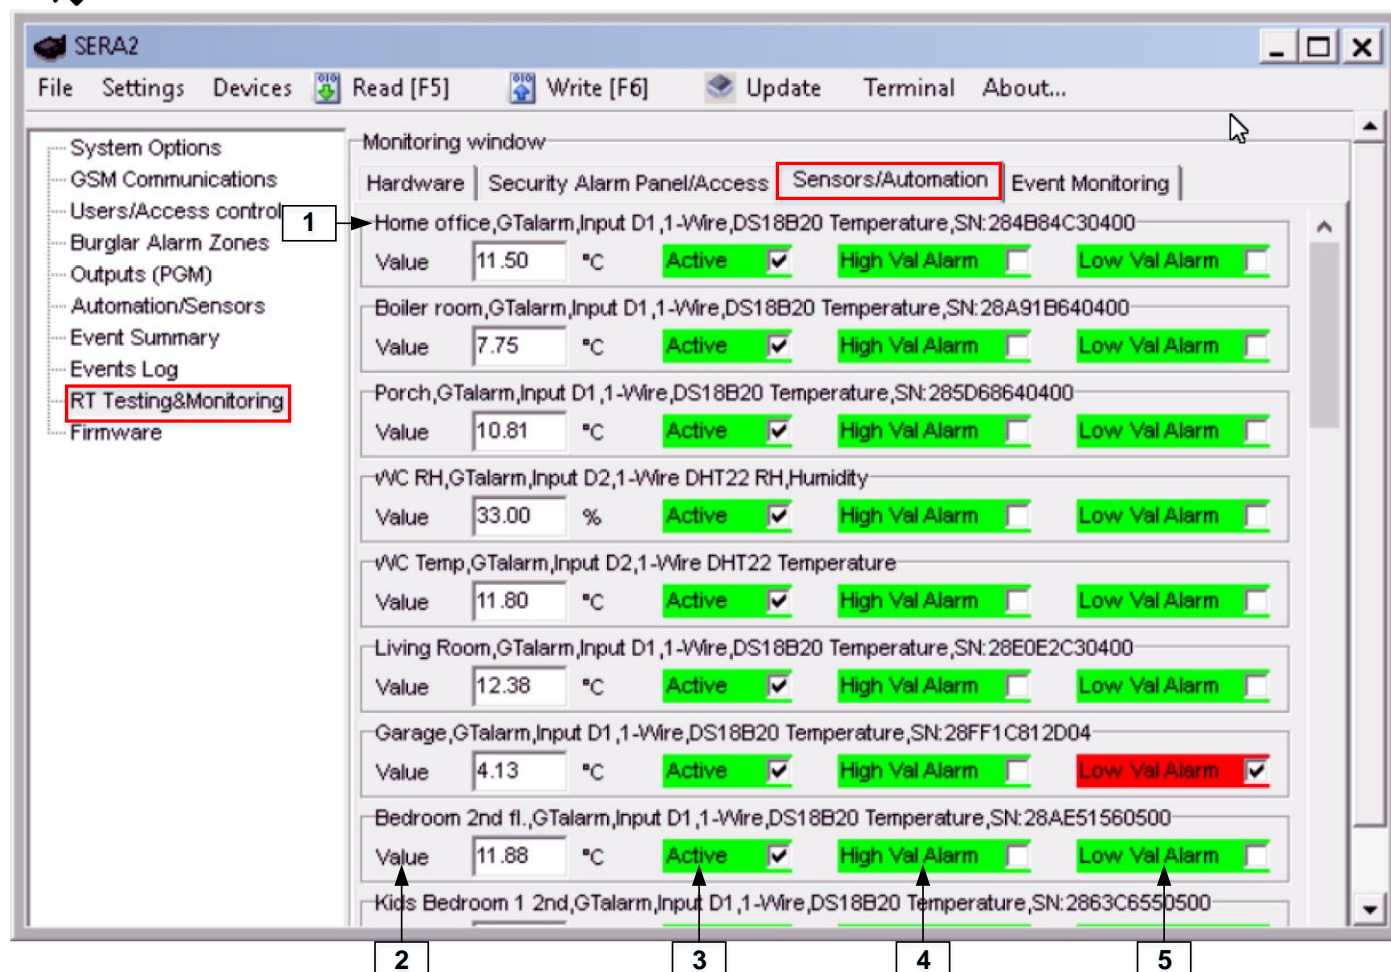 SERA2
File Settings Devices Read [F5] Write [F6] Update Terminal About...
System Options
GSM Communications
Users/Access control
Burglar Alarm Zones
Outputs (PGM)
Automation/Sensors
Event Summary
Events Log
RT Testing&Monitoring
Firmware
Monitoring window
Hardware Security Alarm Panel/Access Sensors/Automation Event Monitoring
1
Home office,GTalarm,Input D1,1-Wire,DS18B20 Temperature,SN:284B84C30400
Value 11.50 °C Active High Val Alarm Low Val Alarm
Boiler room,GTalarm,Input D1,1-Wire,DS18B20 Temperature,SN:28A91B640400
Value 7.75 °C Active High Val Alarm Low Val Alarm
Porch,GTalarm,Input D1,1-Wire,DS18B20 Temperature,SN:285D68640400
Value 10.81 °C Active High Val Alarm Low Val Alarm
WC RH,GTalarm,Input D2,1-Wire DHT22 RH,Humidity
Value 33.00 % Active High Val Alarm Low Val Alarm
WC Temp,GTalarm,Input D2,1-Wire DHT22 Temperature
Value 11.80 °C Active High Val Alarm Low Val Alarm
Living Room,GTalarm,Input D1,1-Wire,DS18B20 Temperature,SN:28E0E2C30400
Value 12.38 °C Active High Val Alarm Low Val Alarm
Garage,GTalarm,Input D1,1-Wire,DS18B20 Temperature,SN:28FF1C812D04
Value 4.13 °C Active High Val Alarm Low Val Alarm
Bedroom 2nd fl.,GTalarm,Input D1,1-Wire,DS18B20 Temperature,SN:28AE51560500
Value 11.88 °C Active High Val Alarm Low Val Alarm
Kids Bedroom 1 2nd,GTalarm,Input D1,1-Wire,DS18B20 Temperature,SN:2863C6550500
2 3 4 5